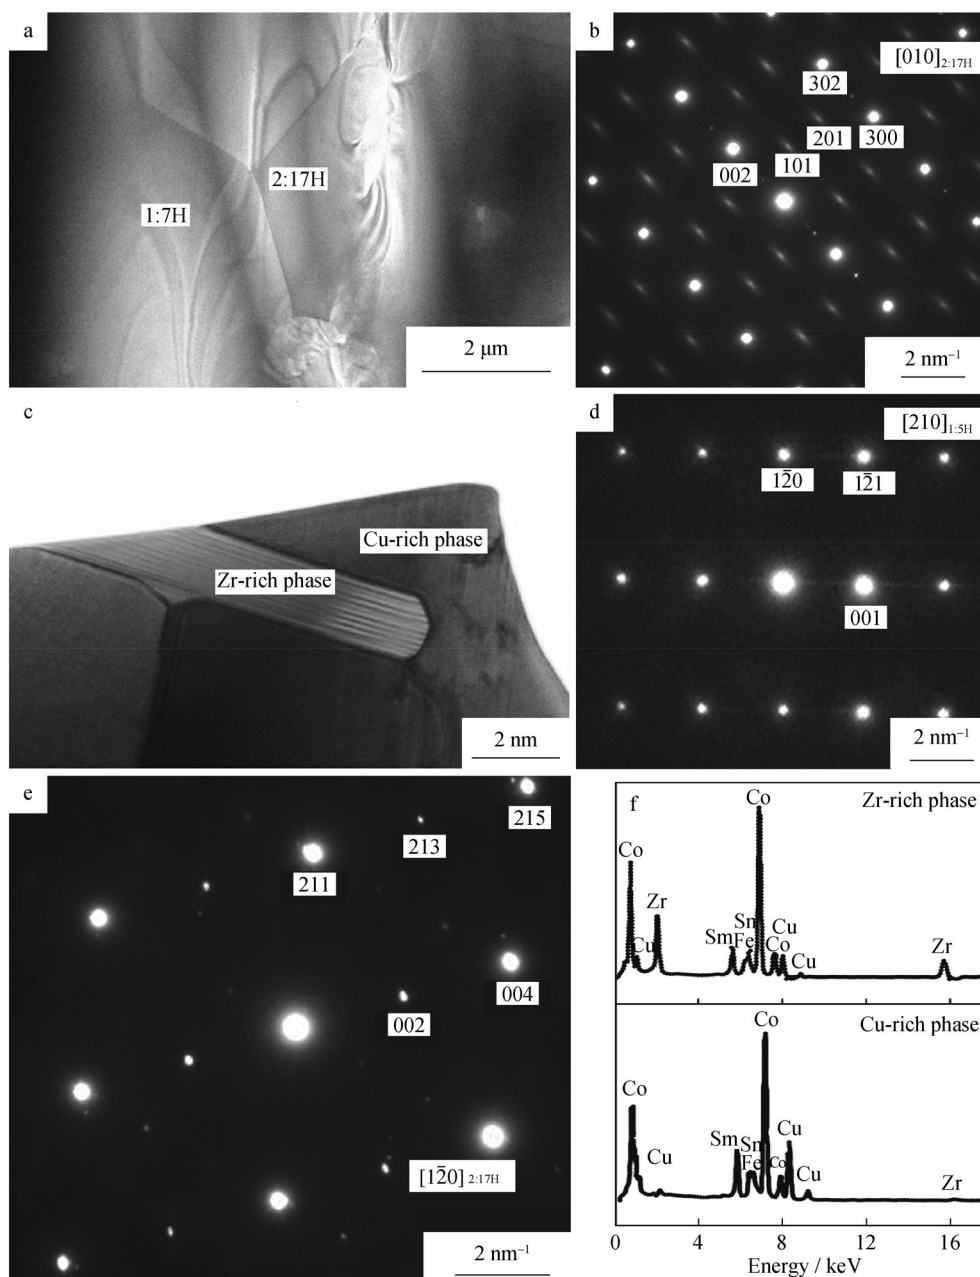 a
1:7H
2:17H
2 μm
b
[010]2:17H
302
201
300
002
101
2 nm⁻¹
c
Cu-rich phase
Zr-rich phase
2 nm
d
[210]1:5H
12̅0
12̅1
001
2 nm⁻¹
e
215
213
211
004
002
[12̅0] 2:17H
2 nm⁻¹
f
Zr-rich phase
Co
Co
Zr
Cu
Sm
Sm
Fe
Cu
Co
Cu
Zr
Cu-rich phase
Co
Co
Cu
Sm
Sm
Fe
Co
Cu
Cu
Zr
0 4 8 12 16
Energy / keV